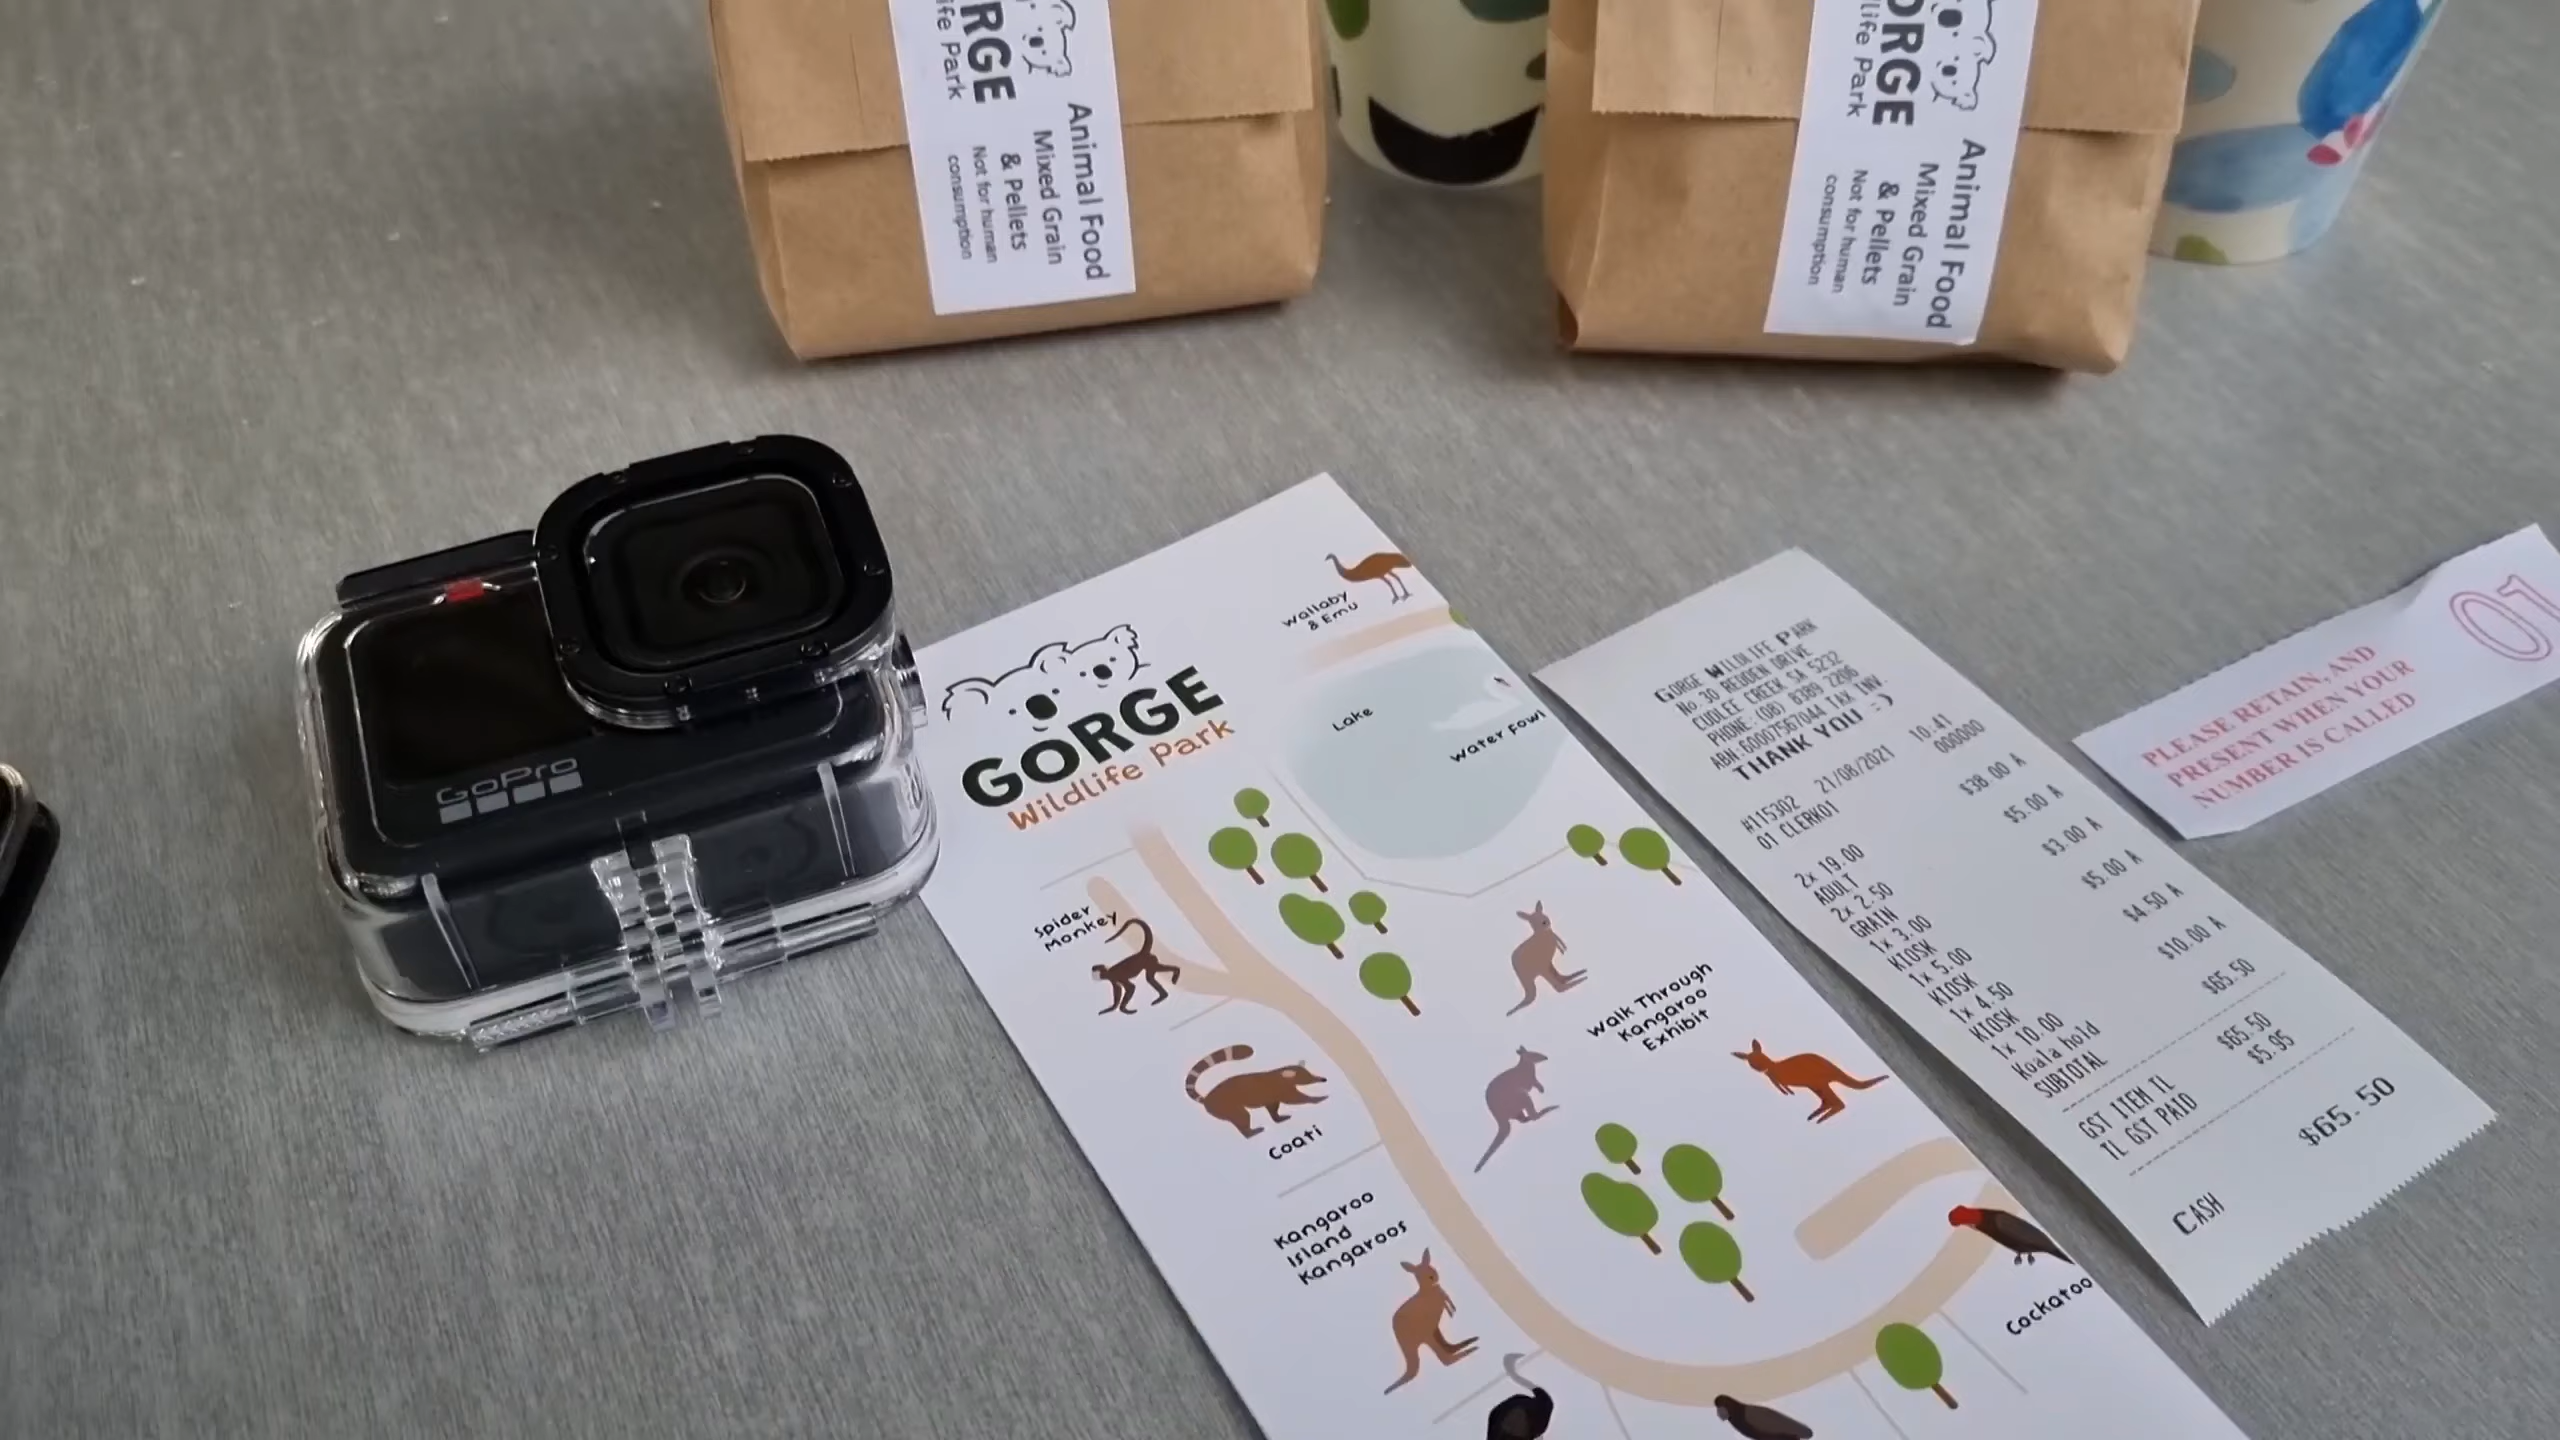 RGE
ife Park
Animal Food
Mixed Grain
& Pellets
Not for human
consumption
ORGE
life Park
Animal Food
Mixed Grain
& Pellets
Not for human
consumption
GoPro
GORGE
Wildlife Park
Wallaby
& Emu
Lake
Water Fowl
Spider
Monkey
Coati
Walk Through
Kangaroo
Exhibit
Kangaroo
Island
Kangaroos
Cockatoo
GORGE WILDLIFE PARK
No.30 REDDEN DRIVE
CUDLEE CREEK SA 5232
PHONE:(08) 8389 2206
ABN:60007567044 TAX INV.
THANK YOU =)
#115302 21/08/2021 10:41
01 CLERK01 000000
2x 19.00
ADULT $38.00 A
2x 2.50
GRAIN $5.00 A
1x 3.00
KIOSK $3.00 A
1x 5.00
KIOSK $5.00 A
1x 4.50
KIOSK $4.50 A
1x 10.00
Koala hold $10.00 A
SUBTOTAL $65.50
GST ITEM TL $65.50
TL GST PAID $5.95
CASH $65.50
PLEASE RETAIN, AND
PRESENT WHEN YOUR
NUMBER IS CALLED
01